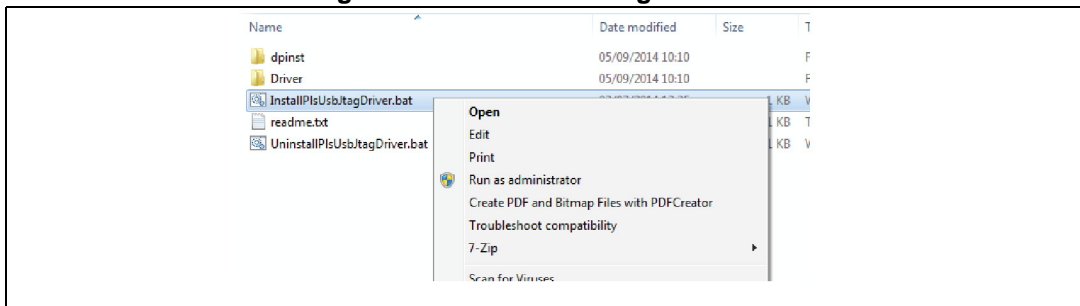 Name Date modified Size T
dpinst 05/09/2014 10:10 F
Driver 05/09/2014 10:10 F
InstallPlsUsbJtagDriver.bat 1 KB
readme.txt 1 KB T
UninstallPlsUsbJtagDriver.bat 1 KB
Open
Edit
Print
Run as administrator
Create PDF and Bitmap Files with PDFCreator
Troubleshoot compatibility
7-Zip
Scan for Viruses